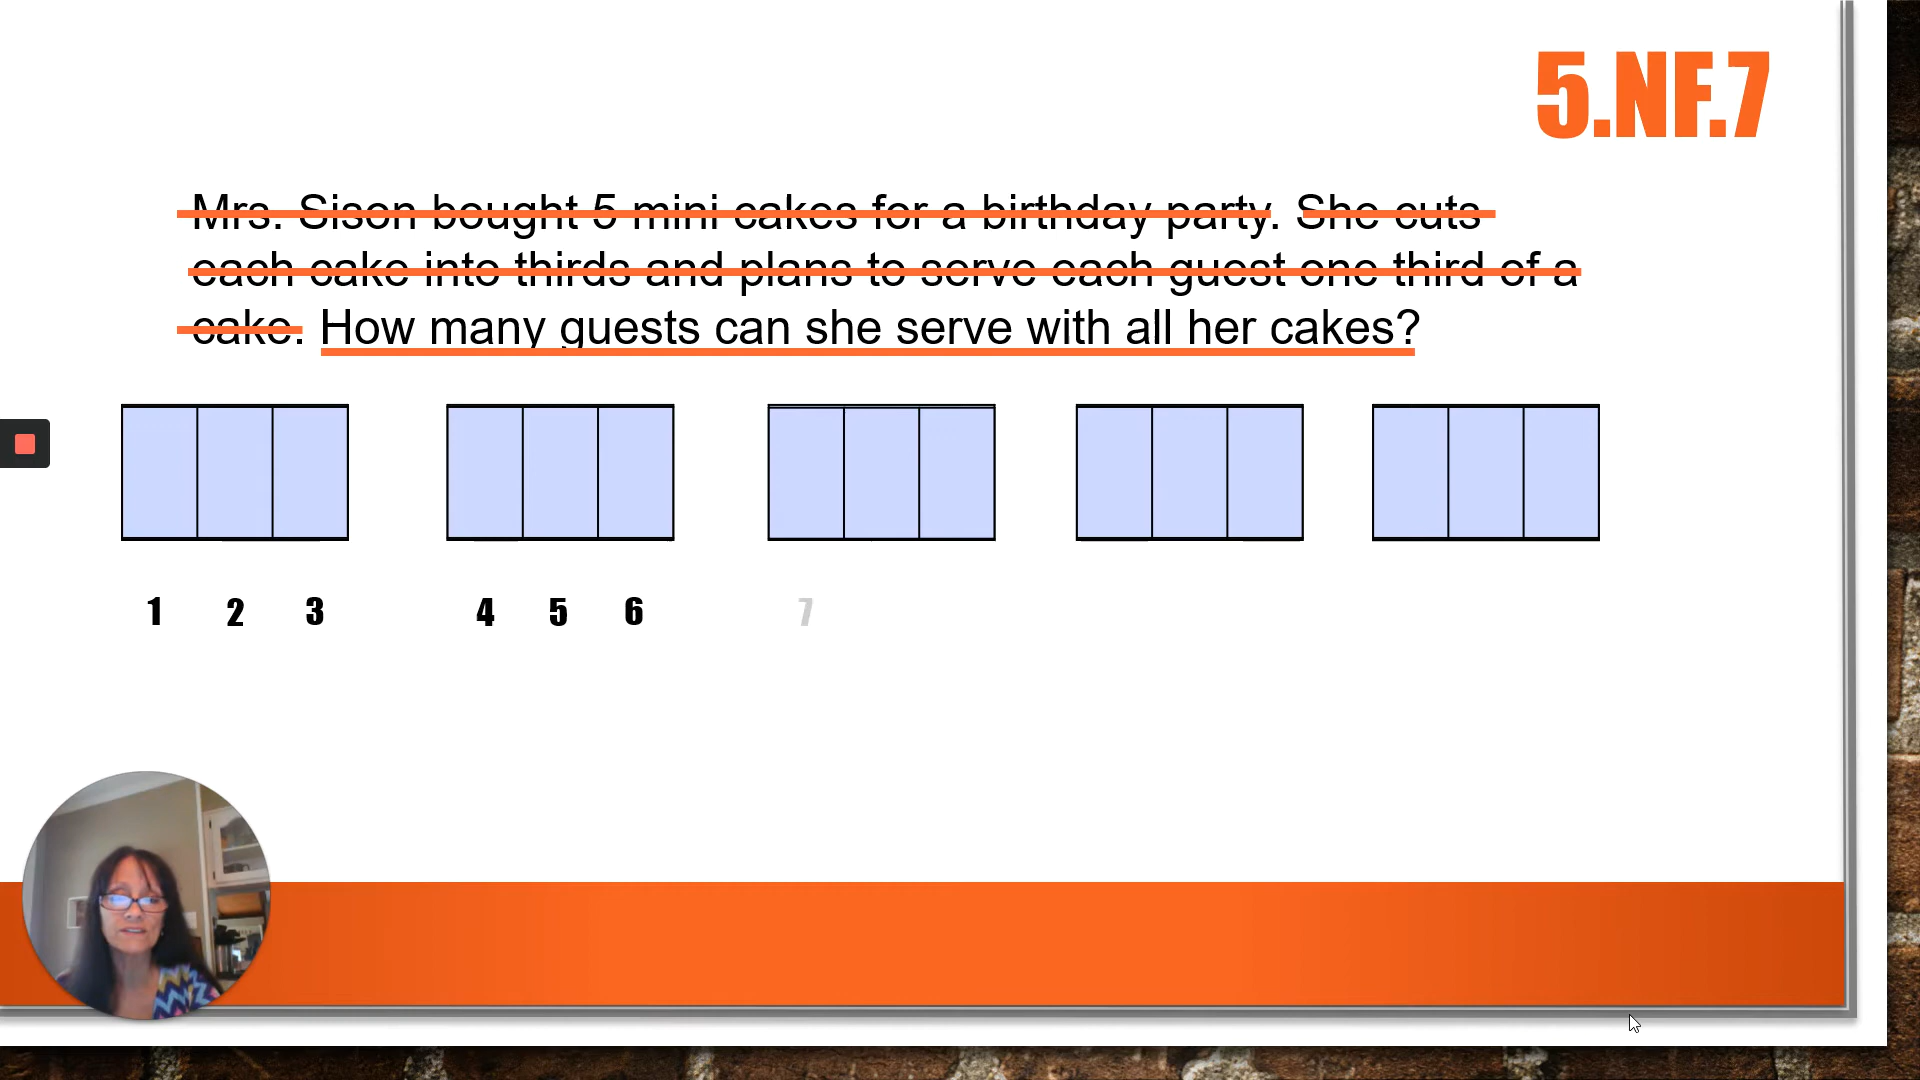 5.NF.7
Mrs. Sison bought 5 mini cakes for a birthday party. She cuts
each cake into thirds and plans to serve each guest one third of a
cake. How many guests can she serve with all her cakes?
1 2 3 4 5 6 7